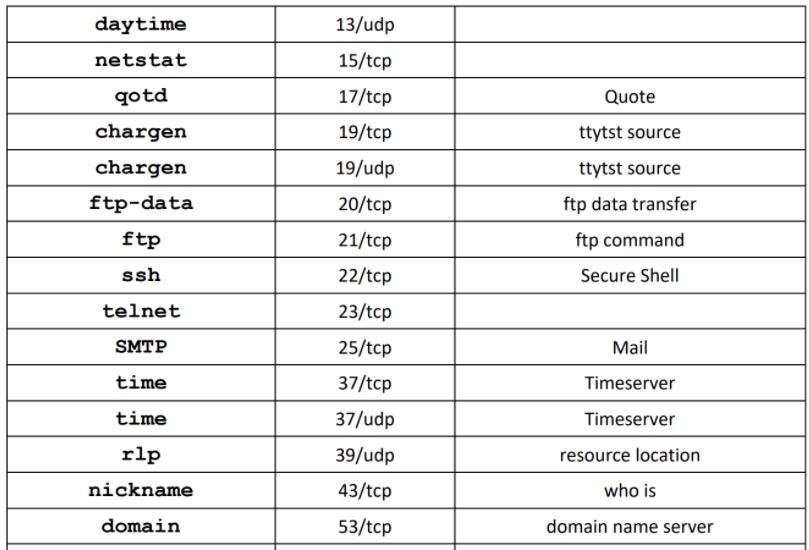 daytime 13/udp
netstat 15/tcp
qotd 17/tcp Quote
chargen 19/tcp ttytst source
chargen 19/udp ttytst source
ftp-data 20/tcp ftp data transfer
ftp 21/tcp ftp command
ssh 22/tcp Secure Shell
telnet 23/tcp
SMTP 25/tcp Mail
time 37/tcp Timeserver
time 37/udp Timeserver
rlp 39/udp resource location
nickname 43/tcp who is
domain 53/tcp domain name server